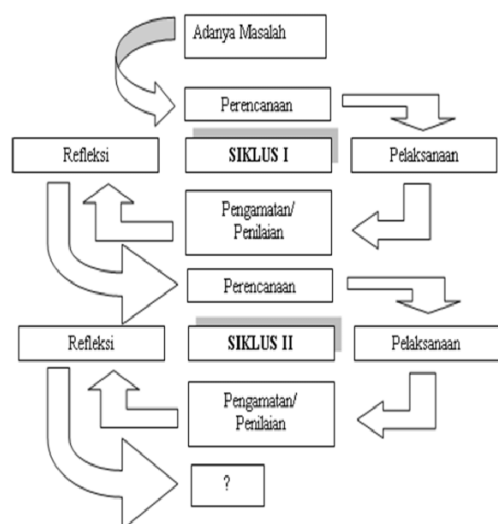 Adanya Masalah
Perencanaan
Refleksi
SIKLUS I
Pelaksanaan
Pengamatan/
Penilaian
Perencanaan
Refleksi
SIKLUS II
Pelaksanaan
Pengamatan/
Penilaian
?